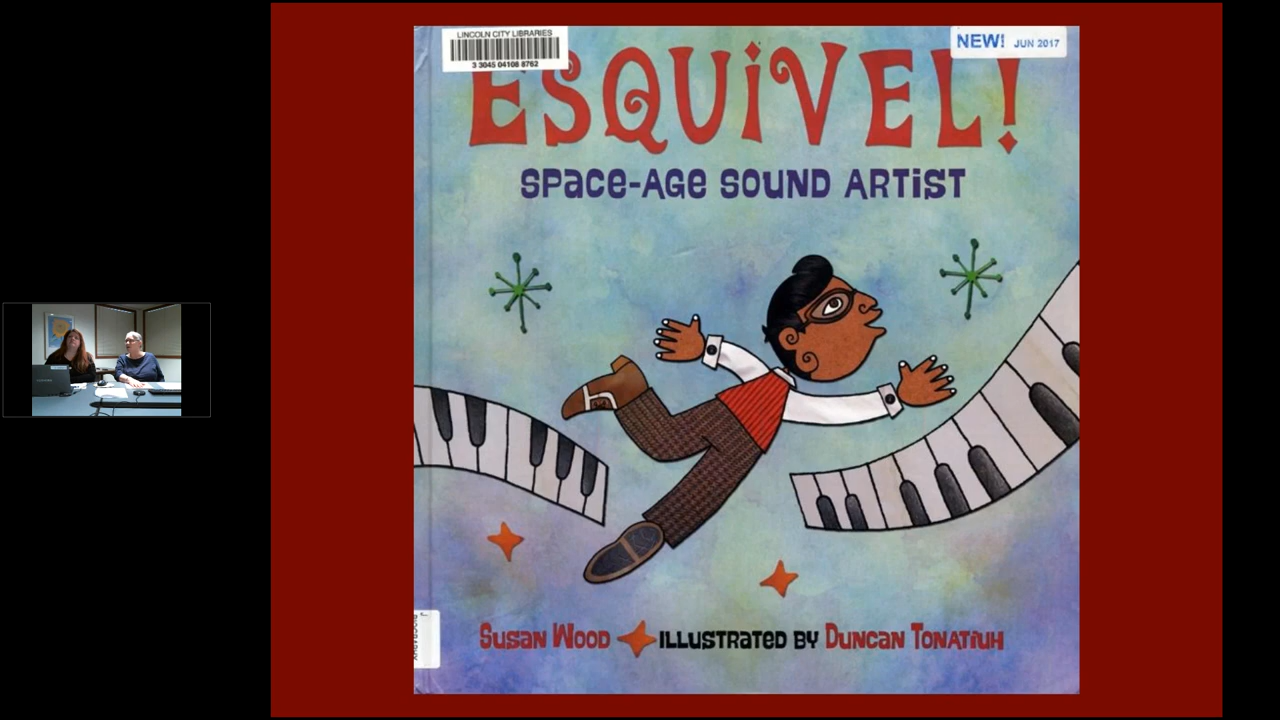 LINCOLN CITY LIBRARIES
3 3045 04108 8762
NEW! JUN 2017
ESQUIVEL!
SPACE-AGE SOUND ARTIST
SUSAN WOOD ILLUSTRATED BY DUNCAN TONATIUH
BIOGRAPHY